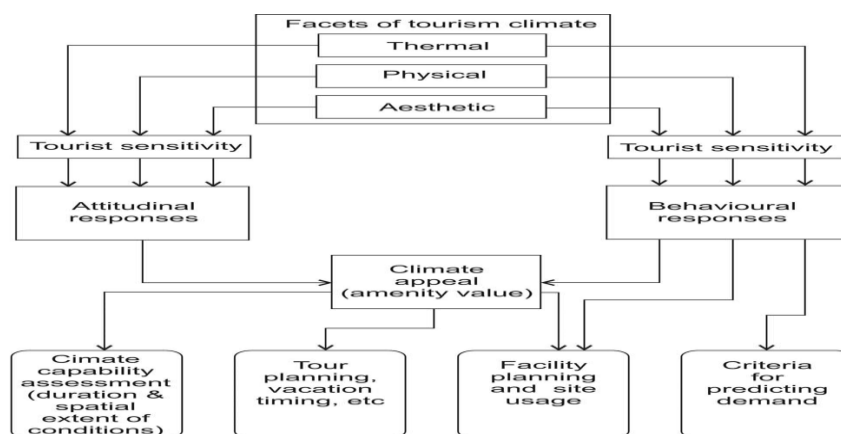 Facets of tourism climate
Thermal
Physical
Aesthetic
Tourist sensitivity
Tourist sensitivity
Attitudinal
responses
Behavioural
responses
Climate
appeal
(amenity value)
Cimate
capability
assessment
(duration &
spatial
extent of
conditions)
Tour
planning,
vacation
timing, etc
Facility
planning
and site
usage
Criteria
for
predicting
demand